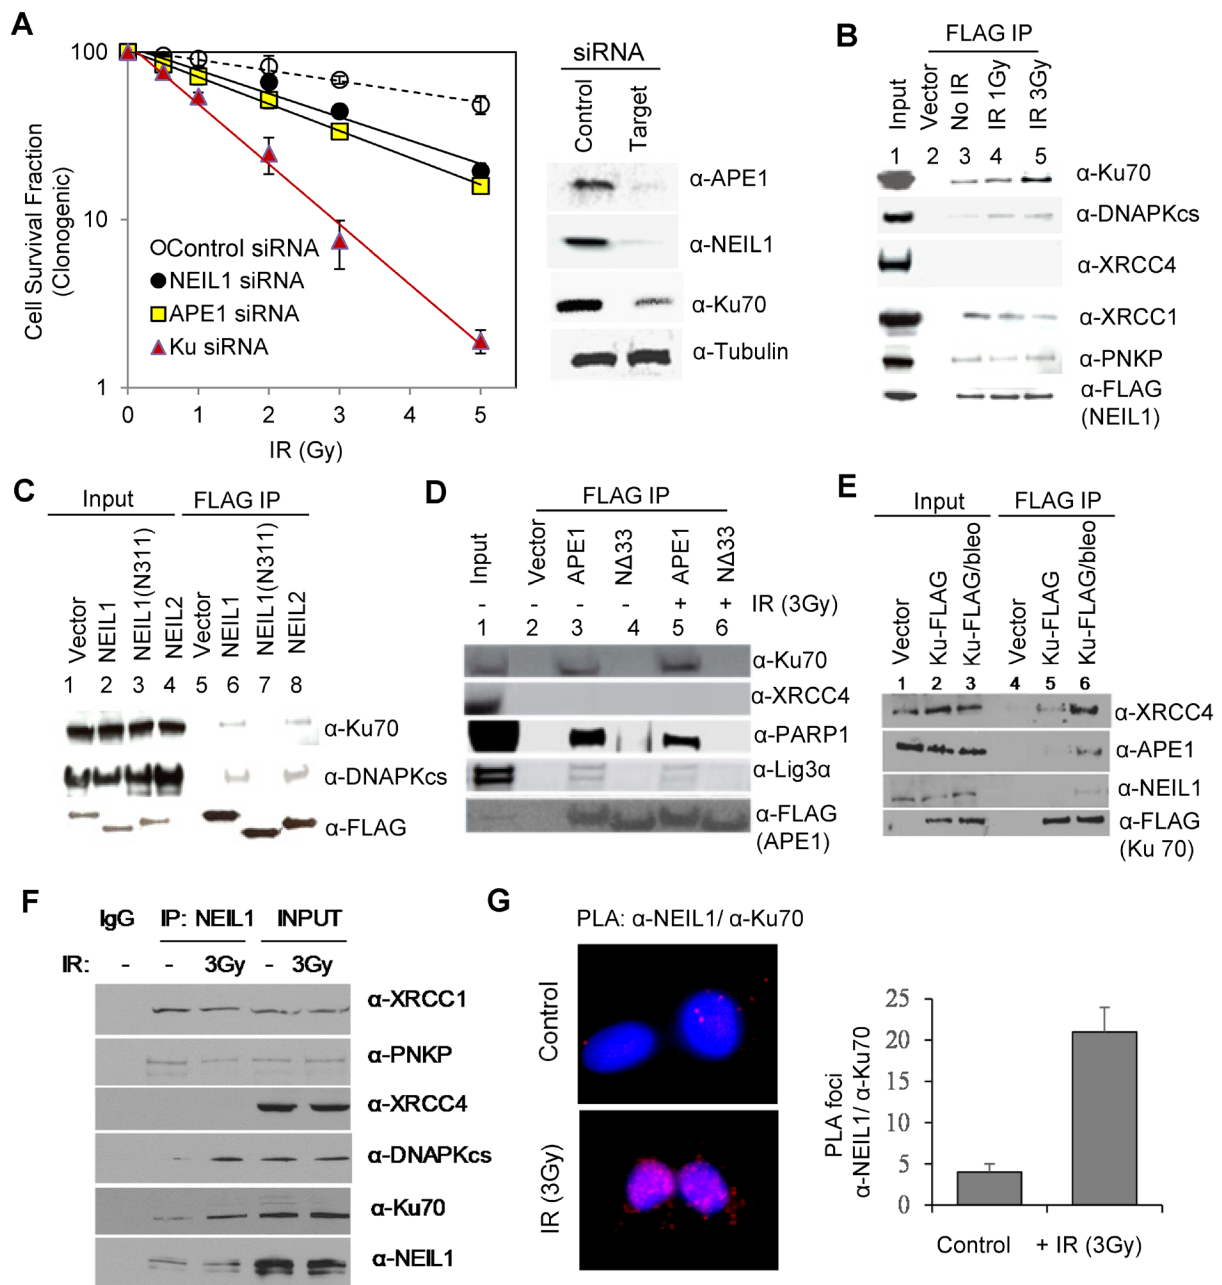 A
100
10
1
Cell Survival Fraction
(Clonogenic)
Control siRNA
NEIL1 siRNA
APE1 siRNA
Ku siRNA
0 1 2 3 4 5
IR (Gy)
siRNA
Control
Target
α-APE1
α-NEIL1
α-Ku70
α-Tubulin
B
FLAG IP
Input
Vector
No IR
IR 1Gy
IR 3Gy
1 2 3 4 5
α-Ku70
α-DNAPKcs
α-XRCC4
α-XRCC1
α-PNKP
α-FLAG
(NEIL1)
C
Input FLAG IP
Vector
NEIL1
NEIL1(N311)
NEIL2
Vector
NEIL1
NEIL1(N311)
NEIL2
1 2 3 4 5 6 7 8
α-Ku70
α-DNAPKcs
α-FLAG
D
FLAG IP
Input
Vector
APE1
NΔ33
APE1
NΔ33
- - - - + + IR (3Gy)
1 2 3 4 5 6
α-Ku70
α-XRCC4
α-PARP1
α-Lig3α
α-FLAG
(APE1)
E
Input FLAG IP
Vector
Ku-FLAG
Ku-FLAG/bleo
Vector
Ku-FLAG
Ku-FLAG/bleo
1 2 3 4 5 6
α-XRCC4
α-APE1
α-NEIL1
α-FLAG
(Ku 70)
F
IgG IP: NEIL1 INPUT
IR: - - 3Gy - 3Gy
α-XRCC1
α-PNKP
α-XRCC4
α-DNAPKcs
α-Ku70
α-NEIL1
G
PLA: α-NEIL1/ α-Ku70
Control
IR (3Gy)
PLA foci
α-NEIL1/ α-Ku70
25
20
15
10
5
0
Control + IR (3Gy)